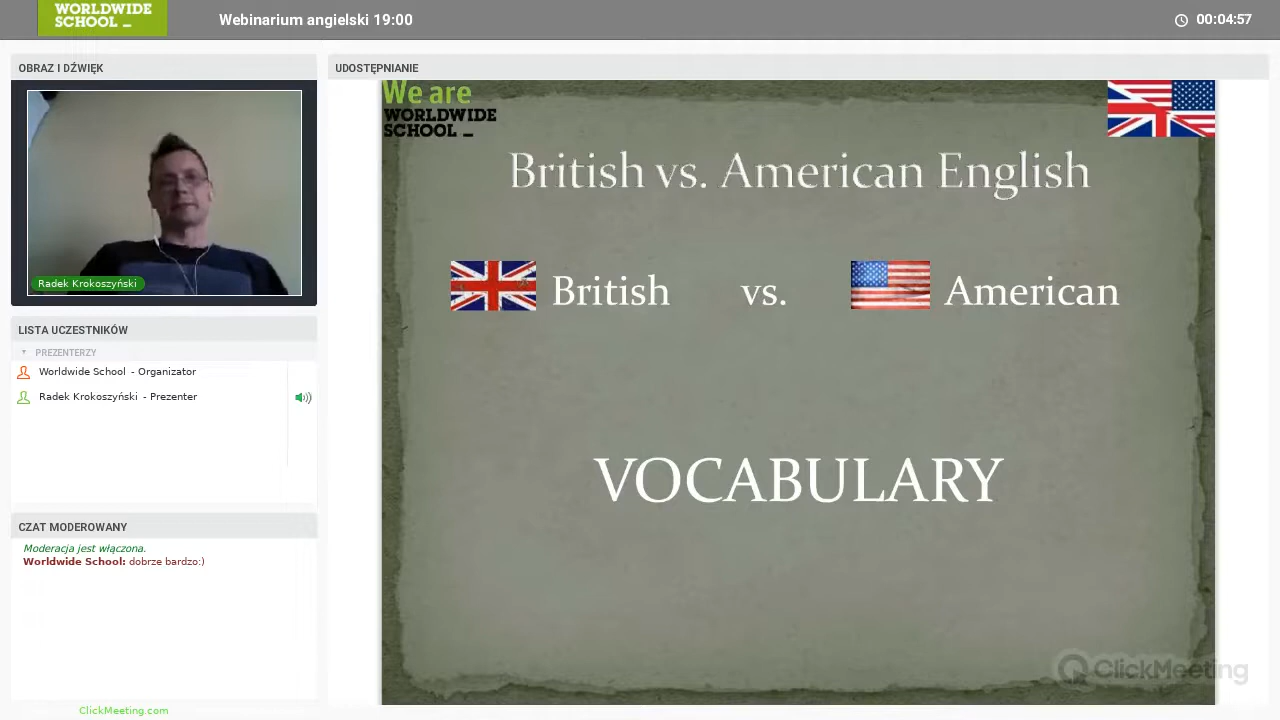 WORLDWIDE
SCHOOL _
Webinarium angielski 19:00
00:04:57
OBRAZ I DŹWIĘK
Radek Krokoszyński
LISTA UCZESTNIKÓW
PREZENTERZY
Worldwide School - Organizator
Radek Krokoszyński - Prezenter
CZAT MODEROWANY
Moderacja jest włączona.
Worldwide School: dobrze bardzo:)
ClickMeeting.com
UDOSTĘPNIANIE
We are
WORLDWIDE
SCHOOL _
British vs. American English
British vs. American
VOCABULARY
ClickMeeting